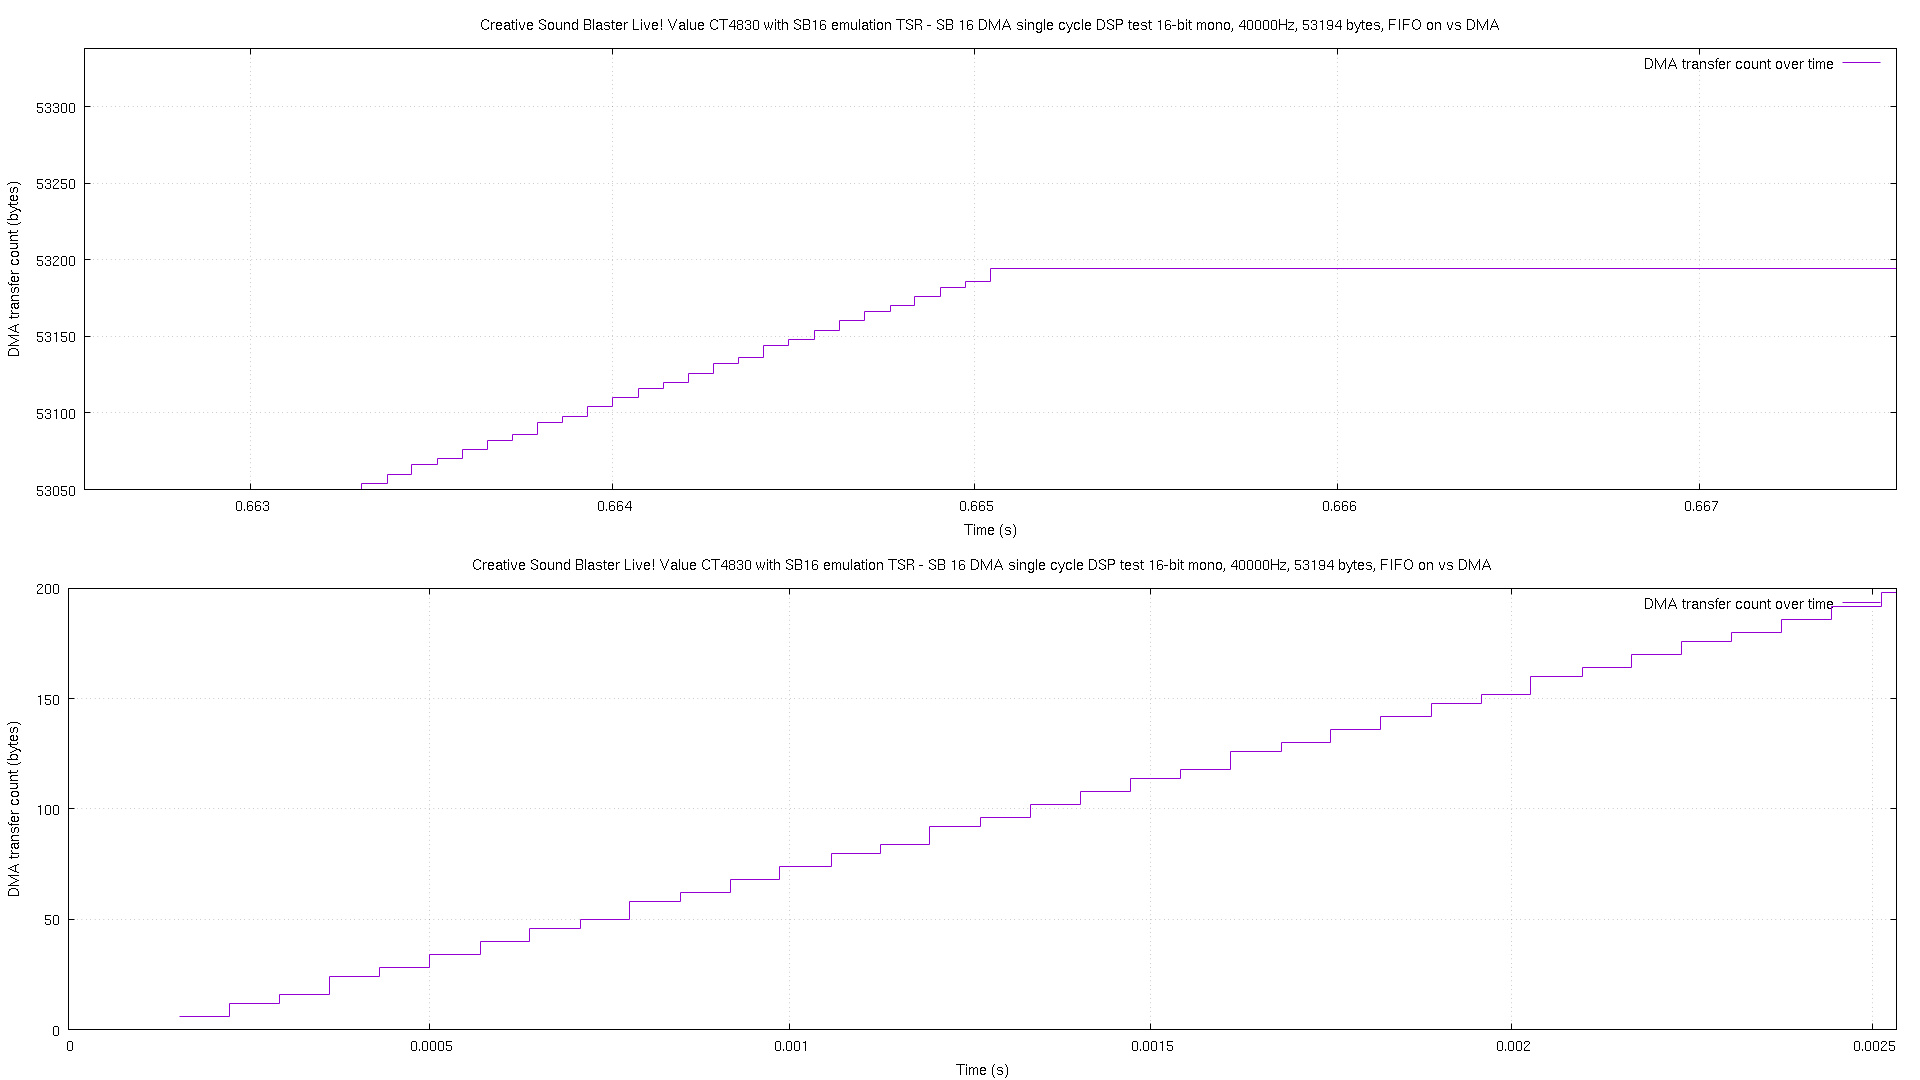 Creative Sound Blaster Live! Value CT4830 with SB16 emulation TSR - SB 16 DMA single cycle DSP test 16-bit mono, 40000Hz, 53194 bytes, FIFO on vs DMA
DMA transfer count over time
53300
53250
53200
53150
53100
53050
DMA transfer count (bytes)
0.663 0.664 0.665 0.666 0.667
Time (s)
Creative Sound Blaster Live! Value CT4830 with SB16 emulation TSR - SB 16 DMA single cycle DSP test 16-bit mono, 40000Hz, 53194 bytes, FIFO on vs DMA
DMA transfer count over time
200
150
100
50
0
DMA transfer count (bytes)
0 0.0005 0.001 0.0015 0.002 0.0025
Time (s)